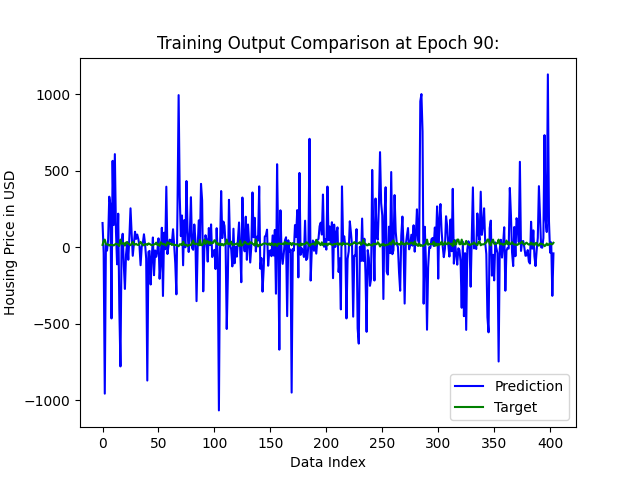 Training Output Comparison at Epoch 90:
Housing Price in USD
1000
500
0
−500
−1000
0 50 100 150 200 250 300 350 400
Data Index
Prediction
Target